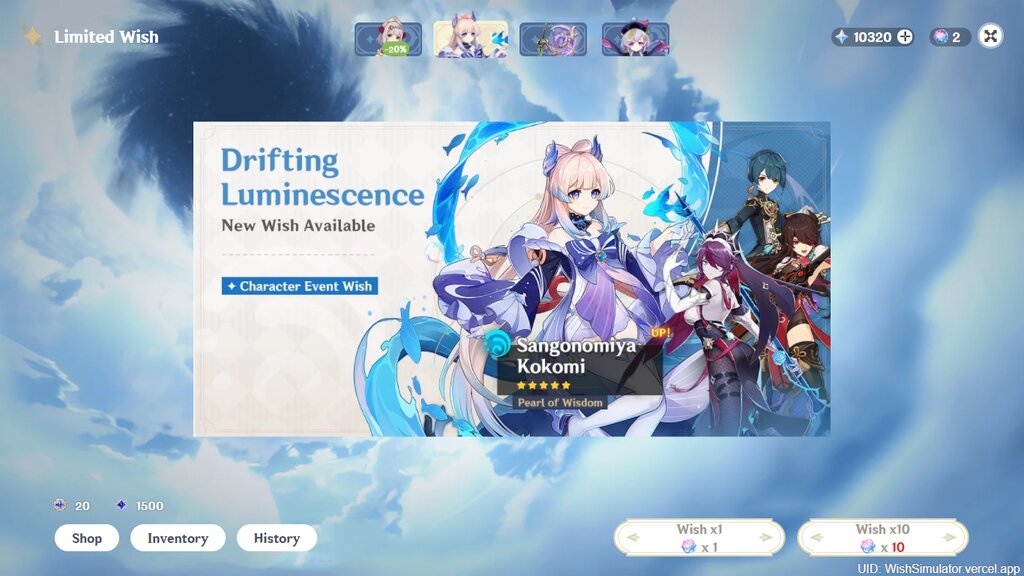 Limited Wish
-20%
10320
2
Drifting
Luminescence
New Wish Available
Character Event Wish
UP!
Sangonomiya
Kokomi
Pearl of Wisdom
20 1500
Shop Inventory History
Wish x1
x 1
Wish x10
x 10
UID: WishSimulator.vercel.app